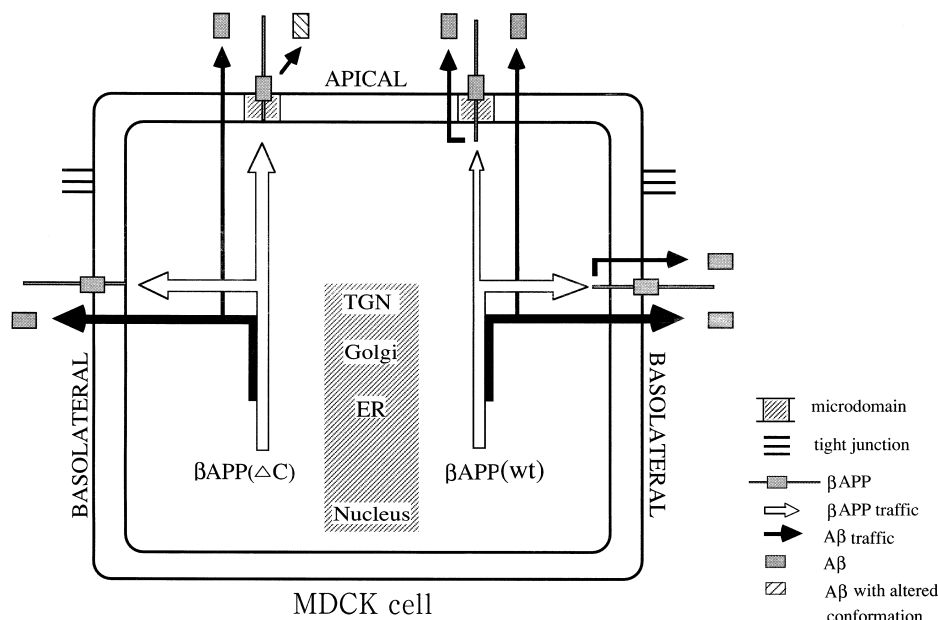 APICAL
TGN
Golgi
ER
Nucleus
BASOLATERAL
BASOLATERAL
βAPP(△C)
βAPP(wt)
MDCK cell
microdomain
tight junction
βAPP
βAPP traffic
Aβ traffic
Aβ
Aβ with altered
conformation